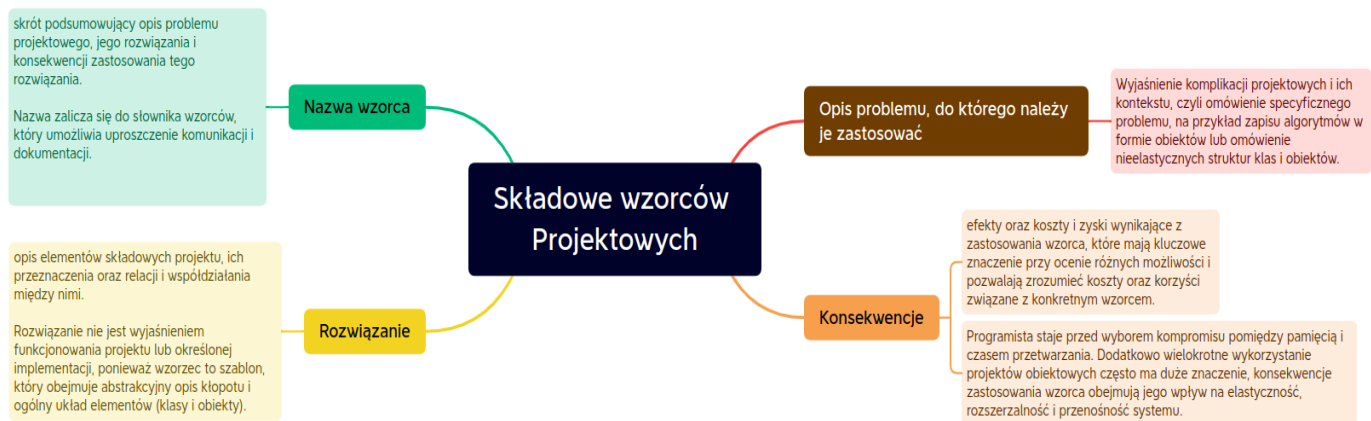 skrót podsumowujący opis problemu
projektowego, jego rozwiązania i
konsekwencji zastosowania tego
rozwiązania.
Nazwa zalicza się do słownika wzorców,
który umożliwia uproszczenie komunikacji i
dokumentacji.
Nazwa wzorca
Opis problemu, do którego należy
je zastosować
Wyjaśnienie komplikacji projektowych i ich
kontekstu, czyli omówienie specyficznego
problemu, na przykład zapisu algorytmów w
formie obiektów lub omówienie
nieelastycznych struktur klas i obiektów.
Składowe wzorców
Projektowych
opis elementów składowych projektu, ich
przeznaczenia oraz relacji i współdziałania
między nimi.
Rozwiązanie nie jest wyjaśnieniem
funkcjonowania projektu lub określonej
implementacji, ponieważ wzorzec to szablon,
który obejmuje abstrakcyjny opis kłopotu i
ogólny układ elementów (klasy i obiekty).
Rozwiązanie
Konsekwencje
efekty oraz koszty i zyski wynikające z
zastosowania wzorca, które mają kluczowe
znaczenie przy ocenie różnych możliwości i
pozwalają zrozumieć koszty oraz korzyści
związane z konkretnym wzorcem.
Programista staje przed wyborem kompromisu pomiędzy pamięcią i
czasem przetwarzania. Dodatkowo wielokrotne wykorzystanie
projektów obiektowych często ma duże znaczenie, konsekwencje
zastosowania wzorca obejmują jego wpływ na elastyczność,
rozszerzalność i przenośność systemu.